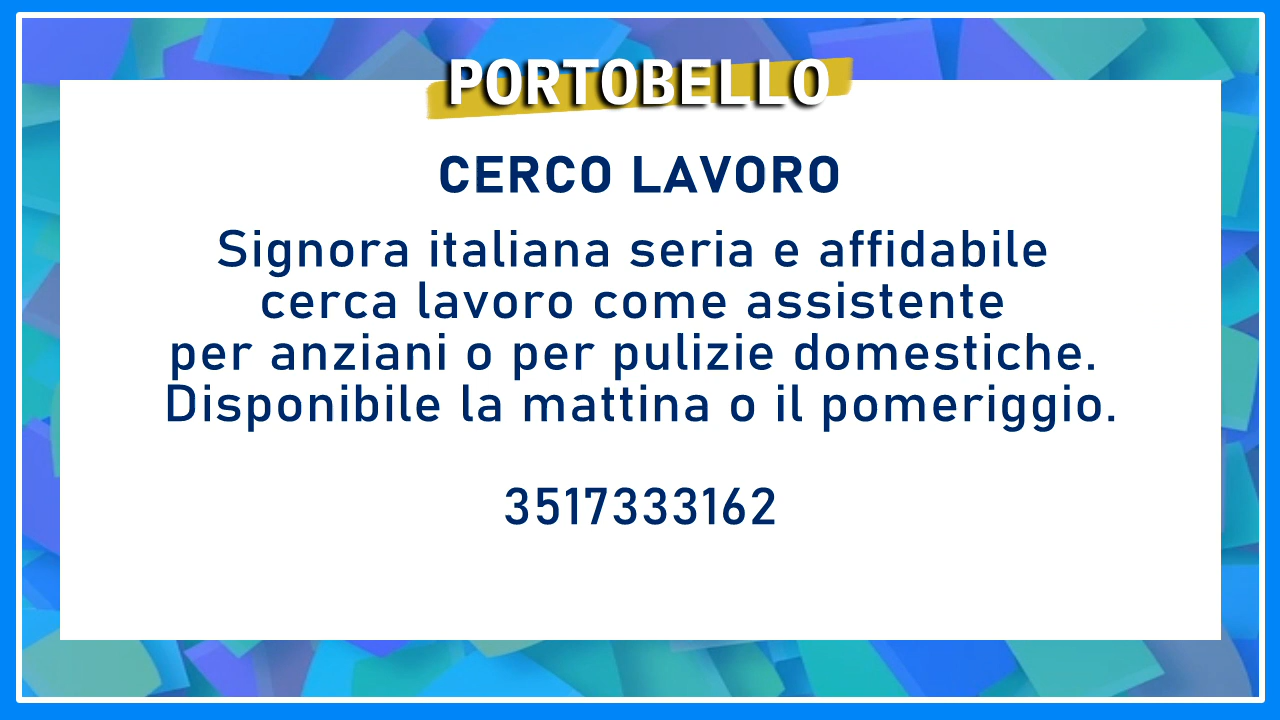 PORTOBELLO
CERCO LAVORO
Signora italiana seria e affidabile
cerca lavoro come assistente
per anziani o per pulizie domestiche.
Disponibile la mattina o il pomeriggio.
3517333162